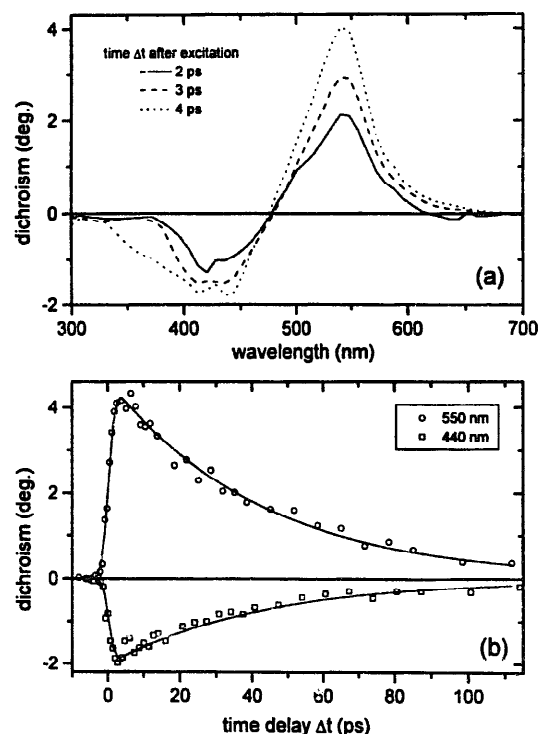 4
2
0
-2
dichroism (deg.)
time Δt after excitation
2 ps
3 ps
4 ps
(a)
300 400 500 600 700
wavelength (nm)
4
2
0
-2
dichroism (deg.)
550 nm
440 nm
(b)
0 20 40 60 80 100
time delay Δt (ps)